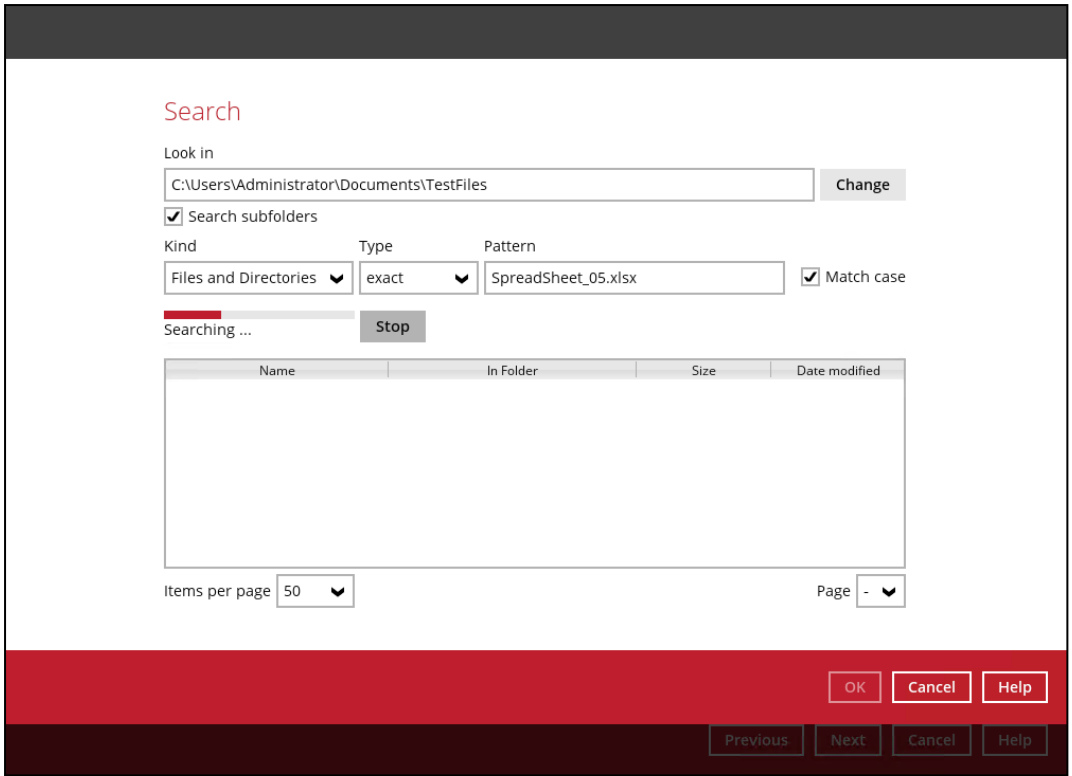 Search
Look in
C:\Users\Administrator\Documents\TestFiles Change
Search subfolders
Kind Type Pattern
Files and Directories exact SpreadSheet_05.xlsx Match case
Searching ... Stop
Name In Folder Size Date modified
Items per page 50 Page -
OK Cancel Help
Previous Next Cancel Help